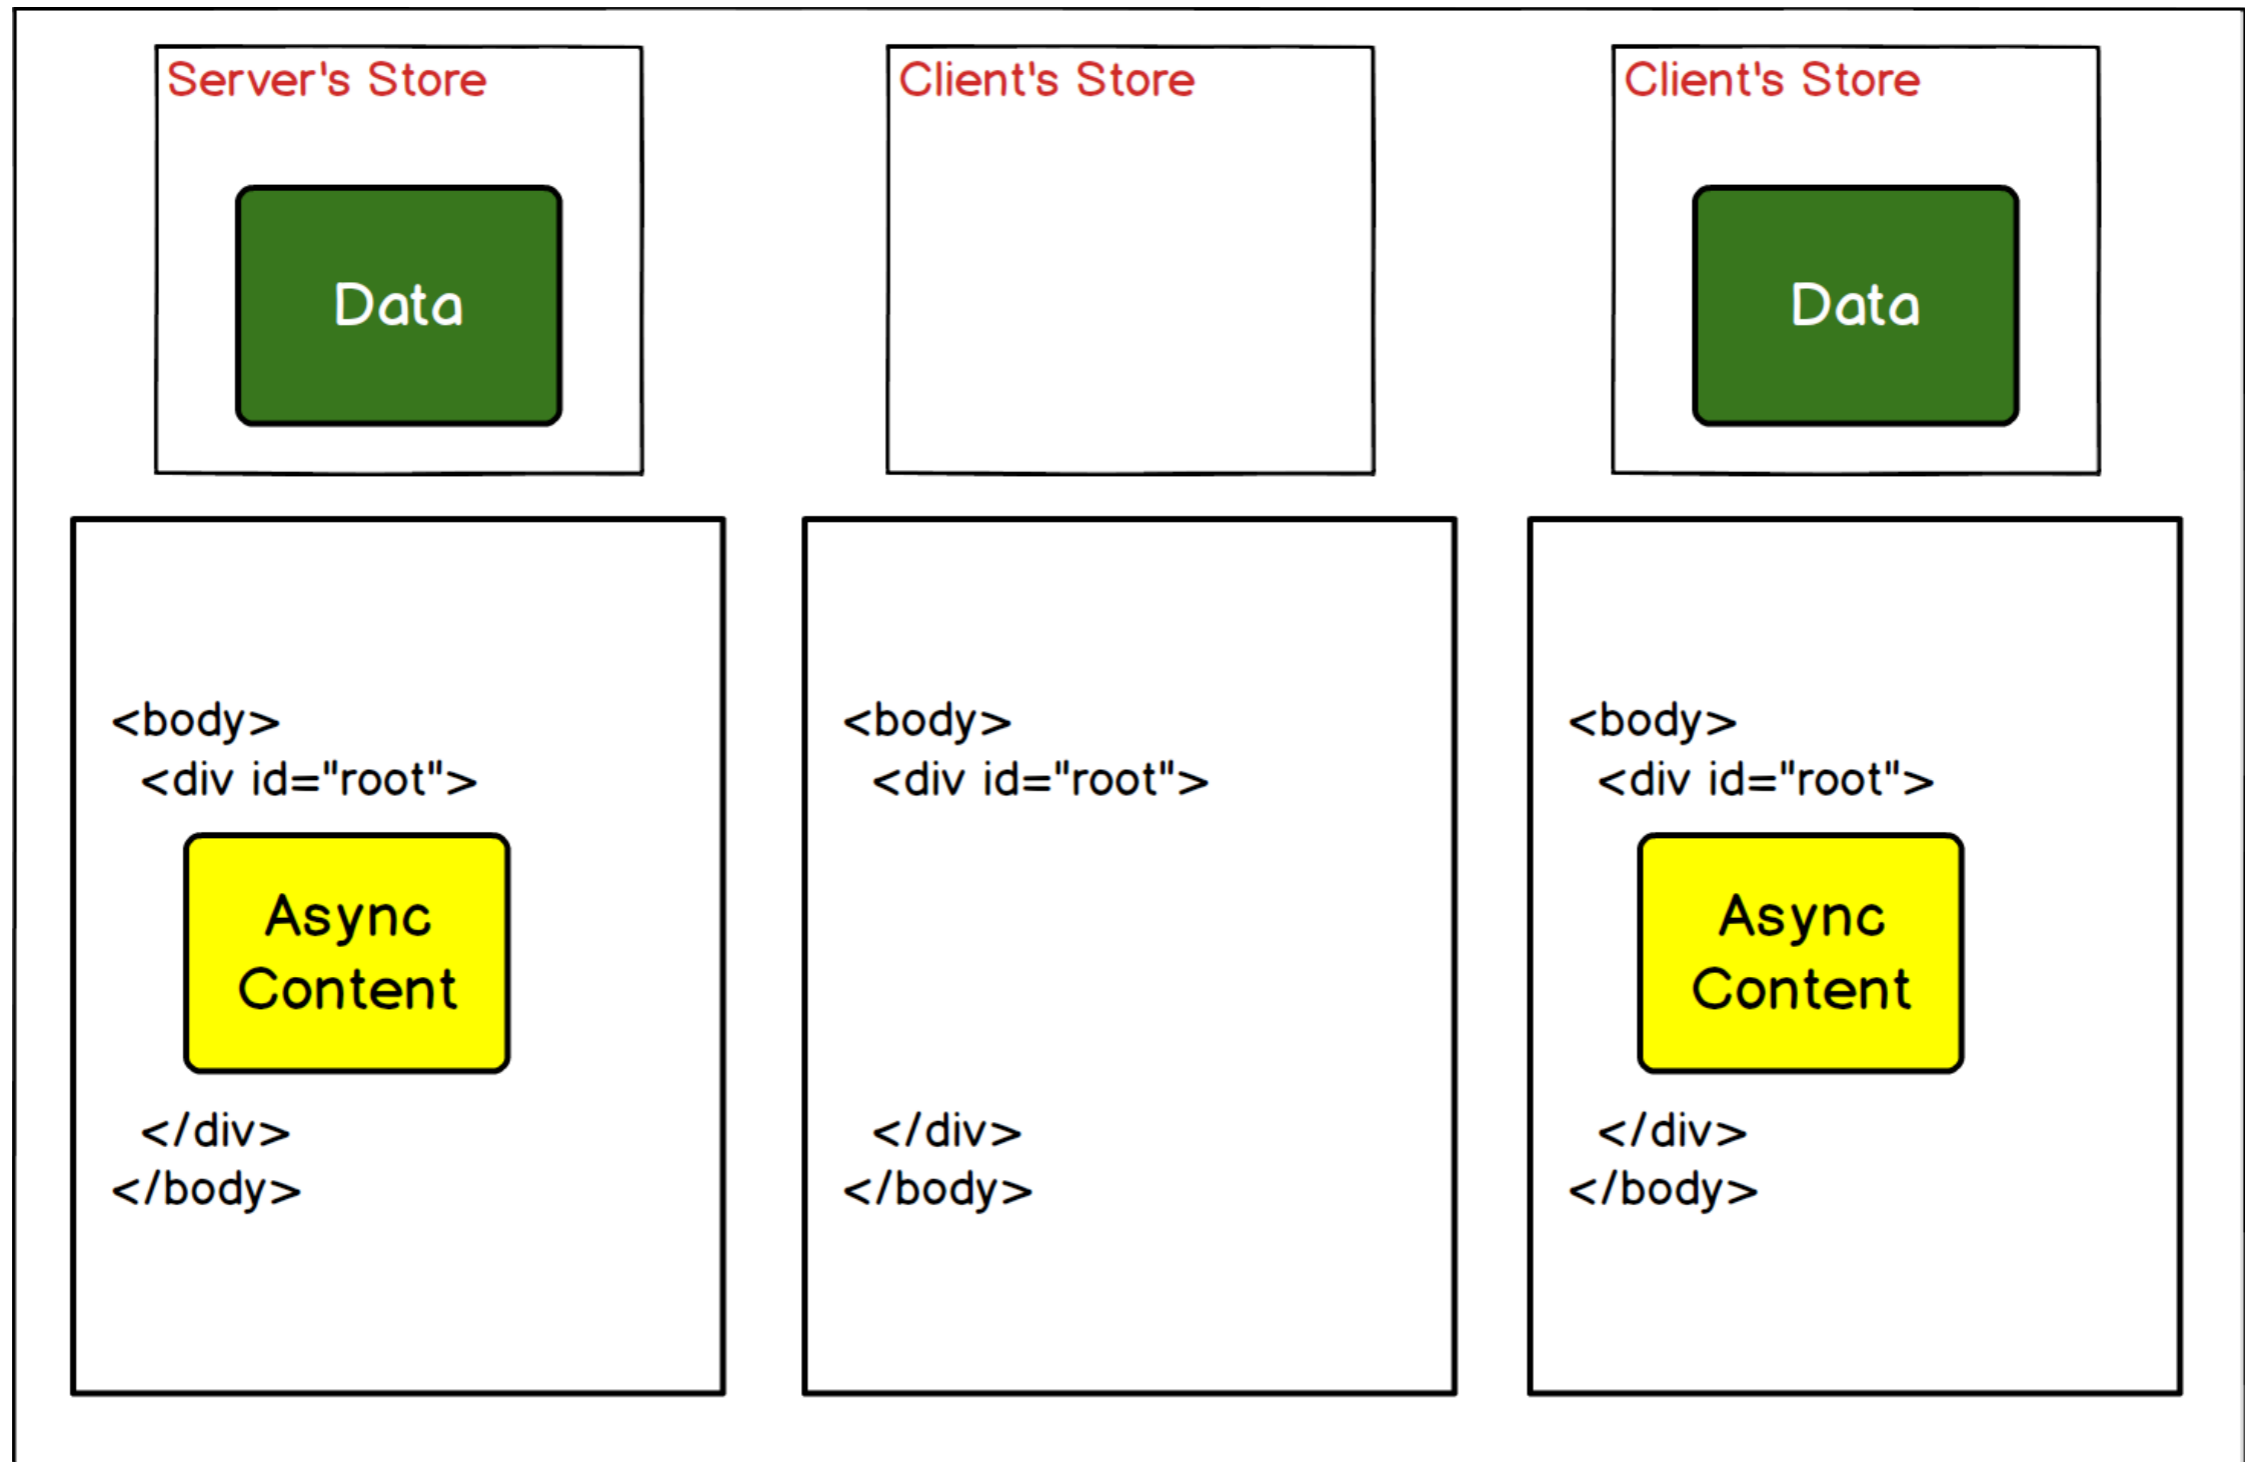 Server's Store
Data
Client's Store
Client's Store
Data
<body>
<div id="root">
Async
Content
</div>
</body>
<body>
<div id="root">
</div>
</body>
<body>
<div id="root">
Async
Content
</div>
</body>